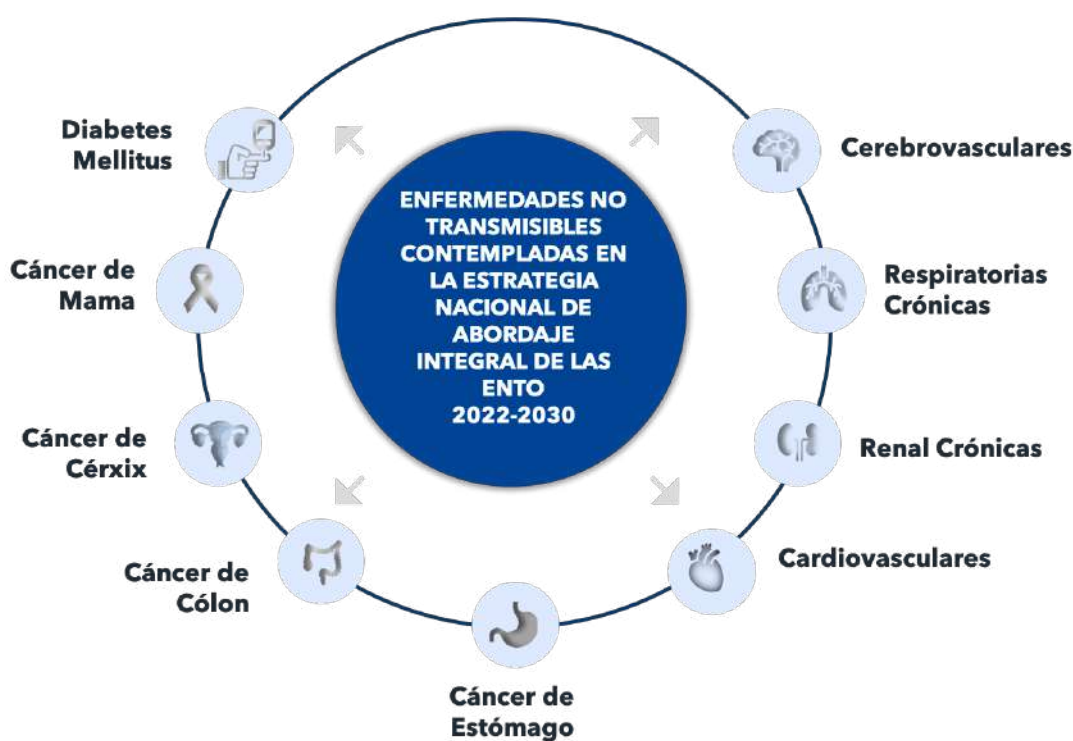 ENFERMEDADES NO
TRANSMISIBLES
CONTEMPLADAS EN
LA ESTRATEGIA
NACIONAL DE
ABORDAJE
INTEGRAL DE LAS
ENTO
2022-2030
Diabetes
Mellitus
Cáncer de
Mama
Cáncer de
Cérxix
Cáncer de
Cólon
Cáncer de
Estómago
Cardiovasculares
Renal Crónicas
Respiratorias
Crónicas
Cerebrovasculares